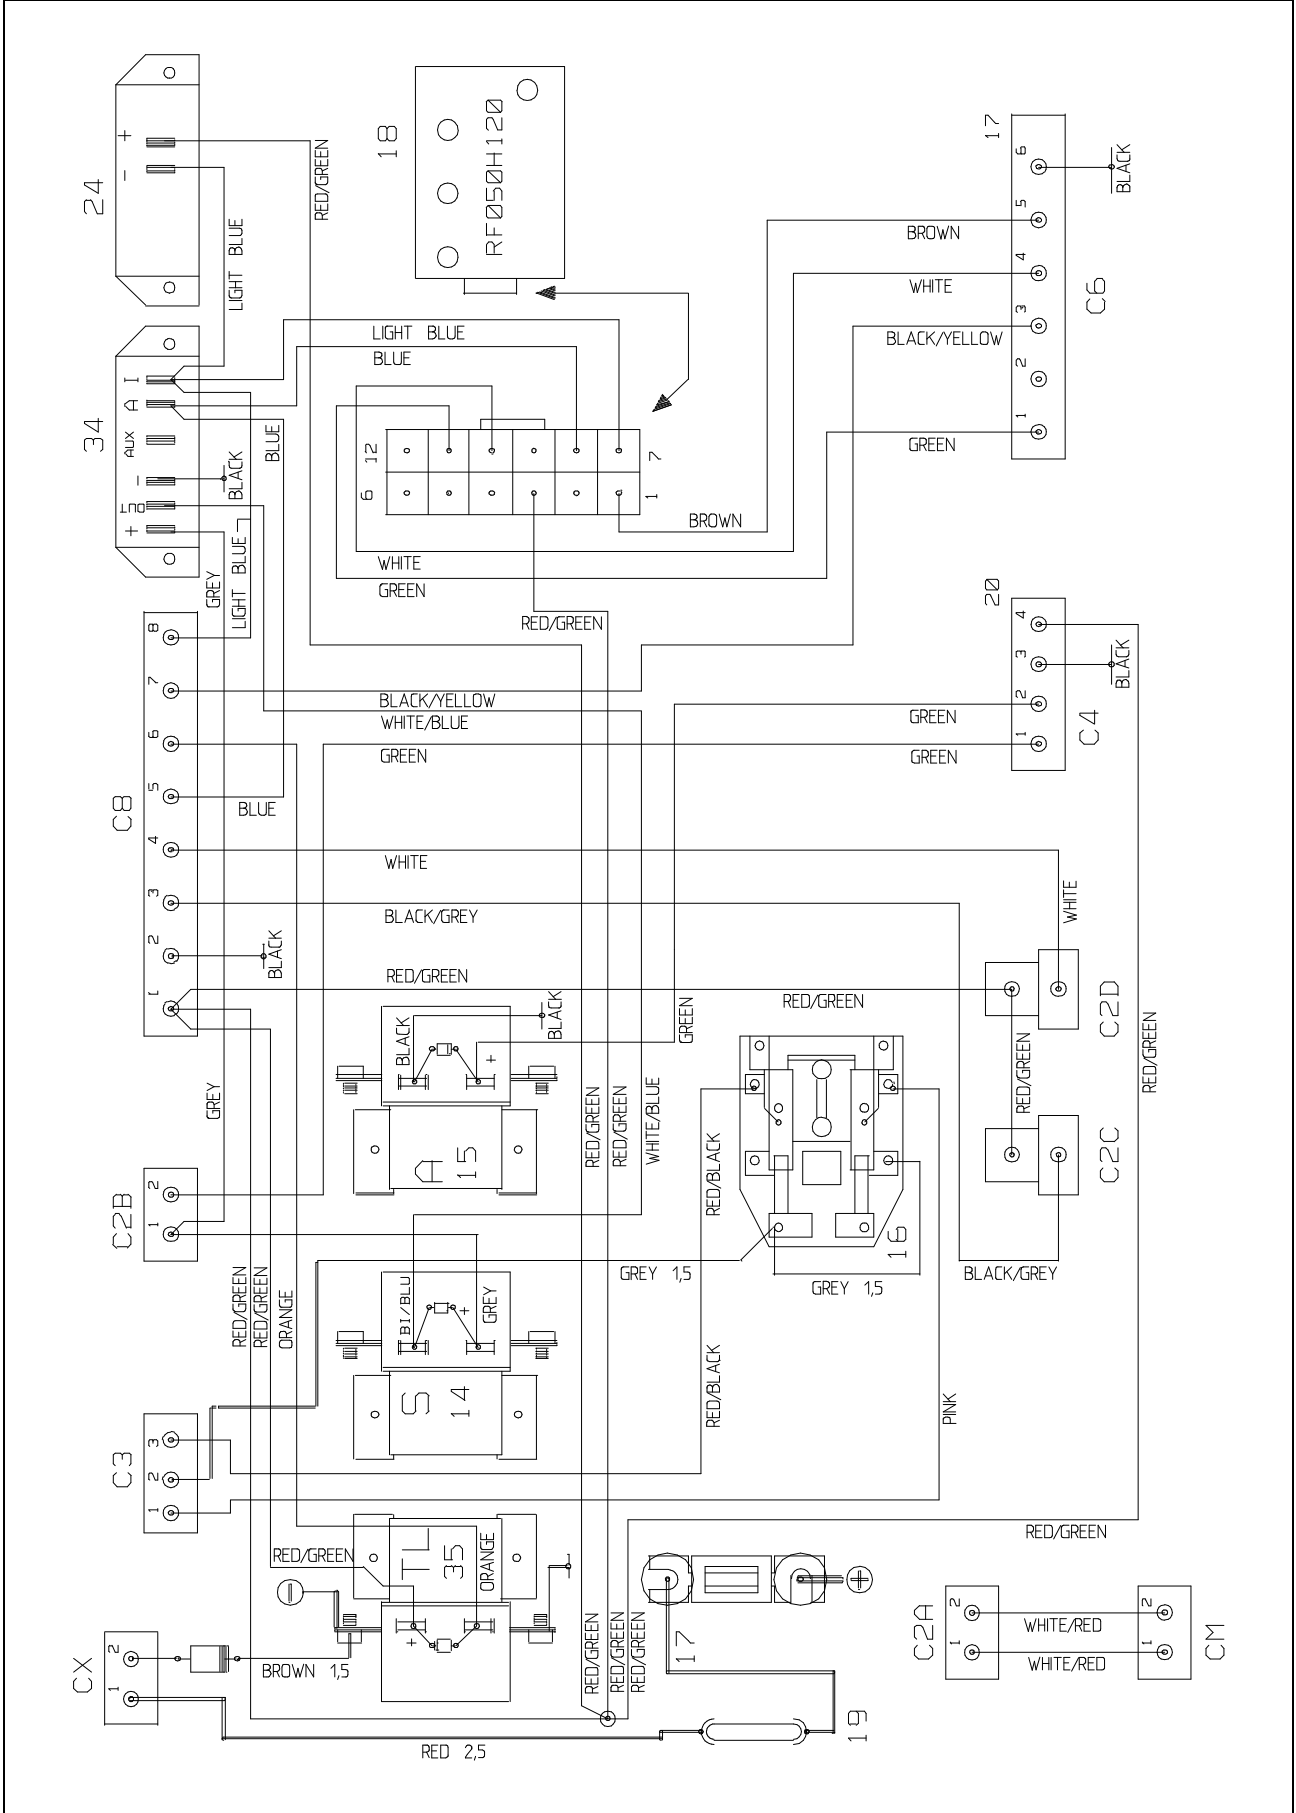 24
+
-
RED/GREEN
LIGHT BLUE
18
RF050H120
17
6
5
4
3
2
1
BLACK
BROWN
WHITE
BLACK/YELLOW
GREEN
C6
34
I
A
AUX
-
OUT
+
LIGHT BLUE
BLUE
BLUE
BLACK
GREY
LIGHT BLUE
12
7
6
1
BROWN
WHITE
GREEN
RED/GREEN
20
4
3
2
1
BLACK
C4
GREEN
GREEN
C8
8
7
6
5
4
3
2
1
BLACK/YELLOW
WHITE/BLUE
GREEN
BLUE
WHITE
BLACK/GREY
BLACK
RED/GREEN
RED/GREEN
WHITE
C2D
RED/GREEN
RED/GREEN
C2C
BLACK/GREY
BLACK
BLACK
+
GREEN
A
15
GREY
RED/GREEN
RED/GREEN
WHITE/BLUE
RED/BLACK
16
GREY 1,5
GREY 1,5
C2B
2
1
RED/GREEN
RED/GREEN
ORANGE
BI/BLU
+
GREY
S
14
RED/BLACK
PINK
C3
3
2
1
RED/GREEN
TL
35
ORANGE
+
RED/GREEN
CX
2
1
BROWN 1,5
RED/GREEN
RED/GREEN
RED/GREEN
17
+
19
RED 2,5
C2A
2
1
WHITE/RED
WHITE/RED
2
1
CM